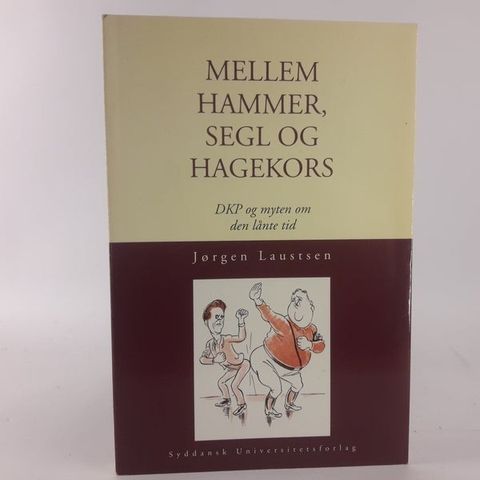 MELLEM
HAMMER,
SEGL OG
HAGEKORS
DKP og myten om
den lånte tid
Jørgen Laustsen
Syddansk Universitetsforlag